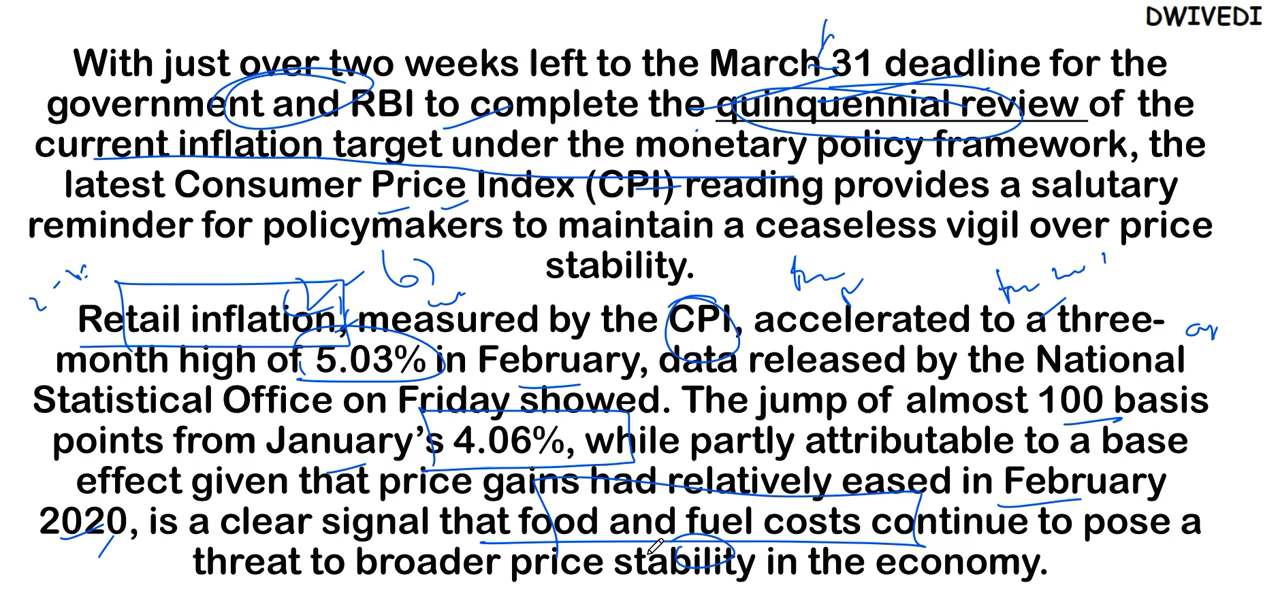 DWIVEDI
With just over two weeks left to the March 31 deadline for the
government and RBI to complete the quinquennial review of the
current inflation target under the monetary policy framework, the
latest Consumer Price Index (CPI) reading provides a salutary
reminder for policymakers to maintain a ceaseless vigil over price
stability.
Retail inflation, measured by the CPI, accelerated to a three-
month high of 5.03% in February, data released by the National
Statistical Office on Friday showed. The jump of almost 100 basis
points from January's 4.06%, while partly attributable to a base
effect given that price gains had relatively eased in February
2020, is a clear signal that food and fuel costs continue to pose a
threat to broader price stability in the economy.